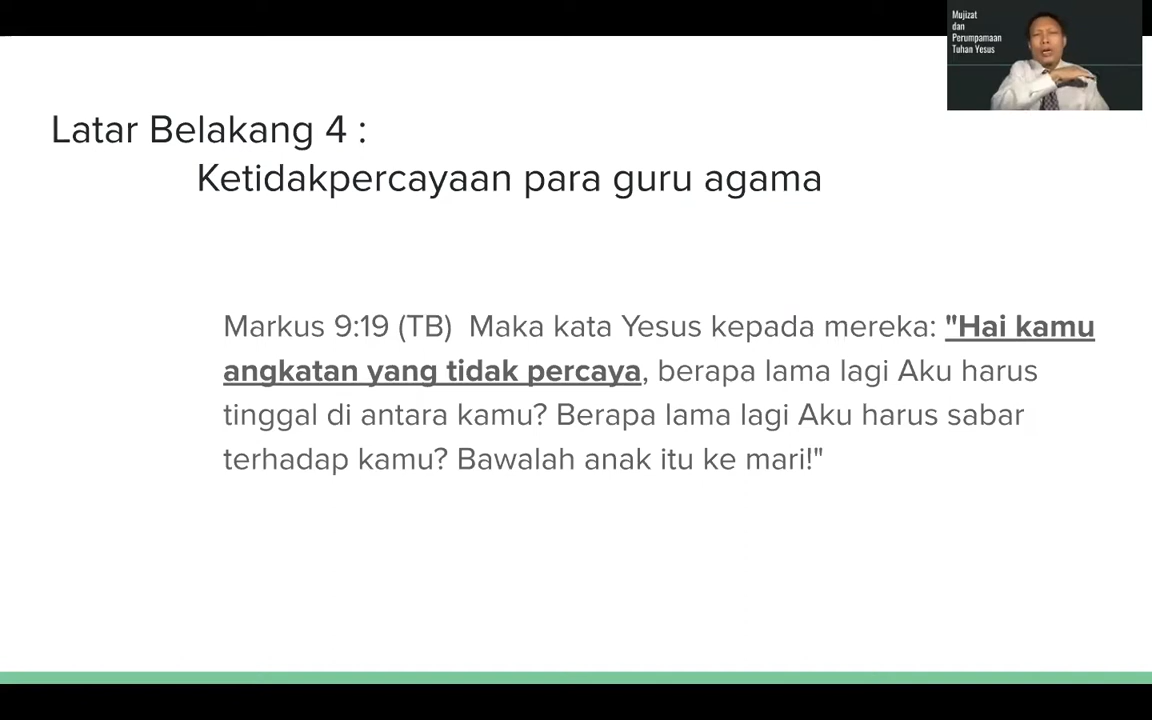 Mujizat
dan
Perumpamaan
Tuhan Yesus
Latar Belakang 4 :
Ketidakpercayaan para guru agama
Markus 9:19 (TB)  Maka kata Yesus kepada mereka: "Hai kamu
angkatan yang tidak percaya, berapa lama lagi Aku harus
tinggal di antara kamu? Berapa lama lagi Aku harus sabar
terhadap kamu? Bawalah anak itu ke mari!"